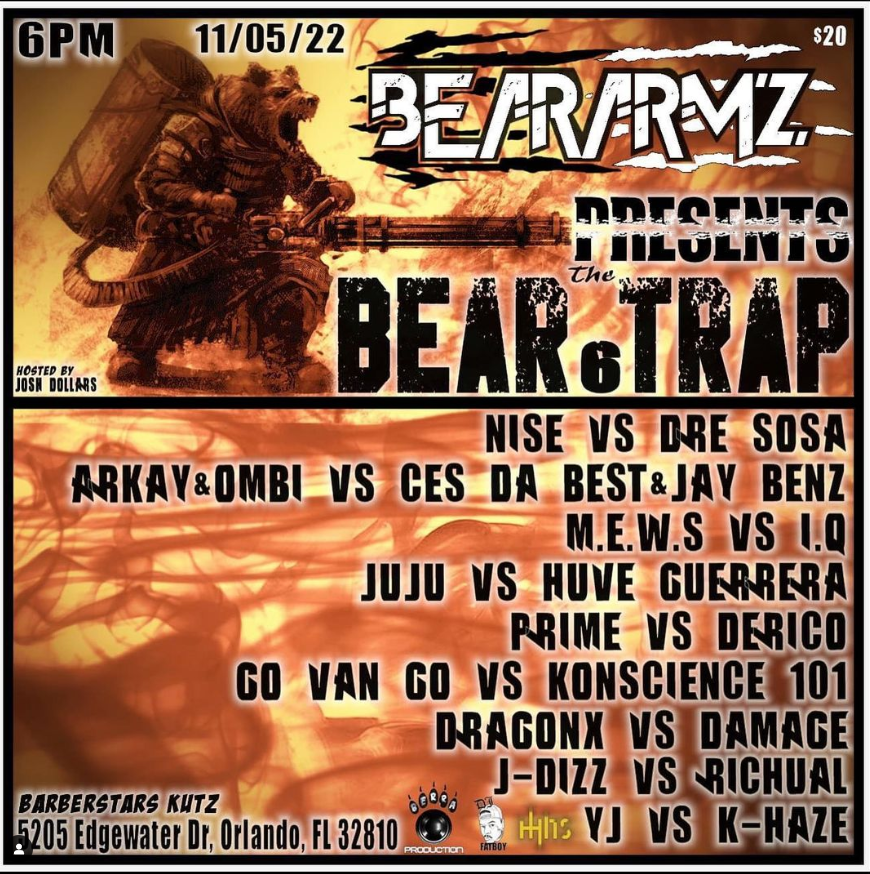 6PM 11/05/22 $20
BEARARM'Z
PRESENTS
The
BEAR 6 TRAP
HOSTED BY
JOSH DOLLARS
NISE VS DRE SOSA
ARKAY&OMBI VS CES DA BEST&JAY BENZ
M.E.W.S VS I.Q
JUJU VS HUVE GUERRERA
PRIME VS DERICO
GO VAN GO VS KONSCIENCE 101
DRAGONX VS DAMAGE
J-DIZZ VS RICHUAL
YJ VS K-HAZE
BARBERSTARS KUTZ
5205 Edgewater Dr, Orlando, FL 32810
PRODUCTION
DJ
FATBOY